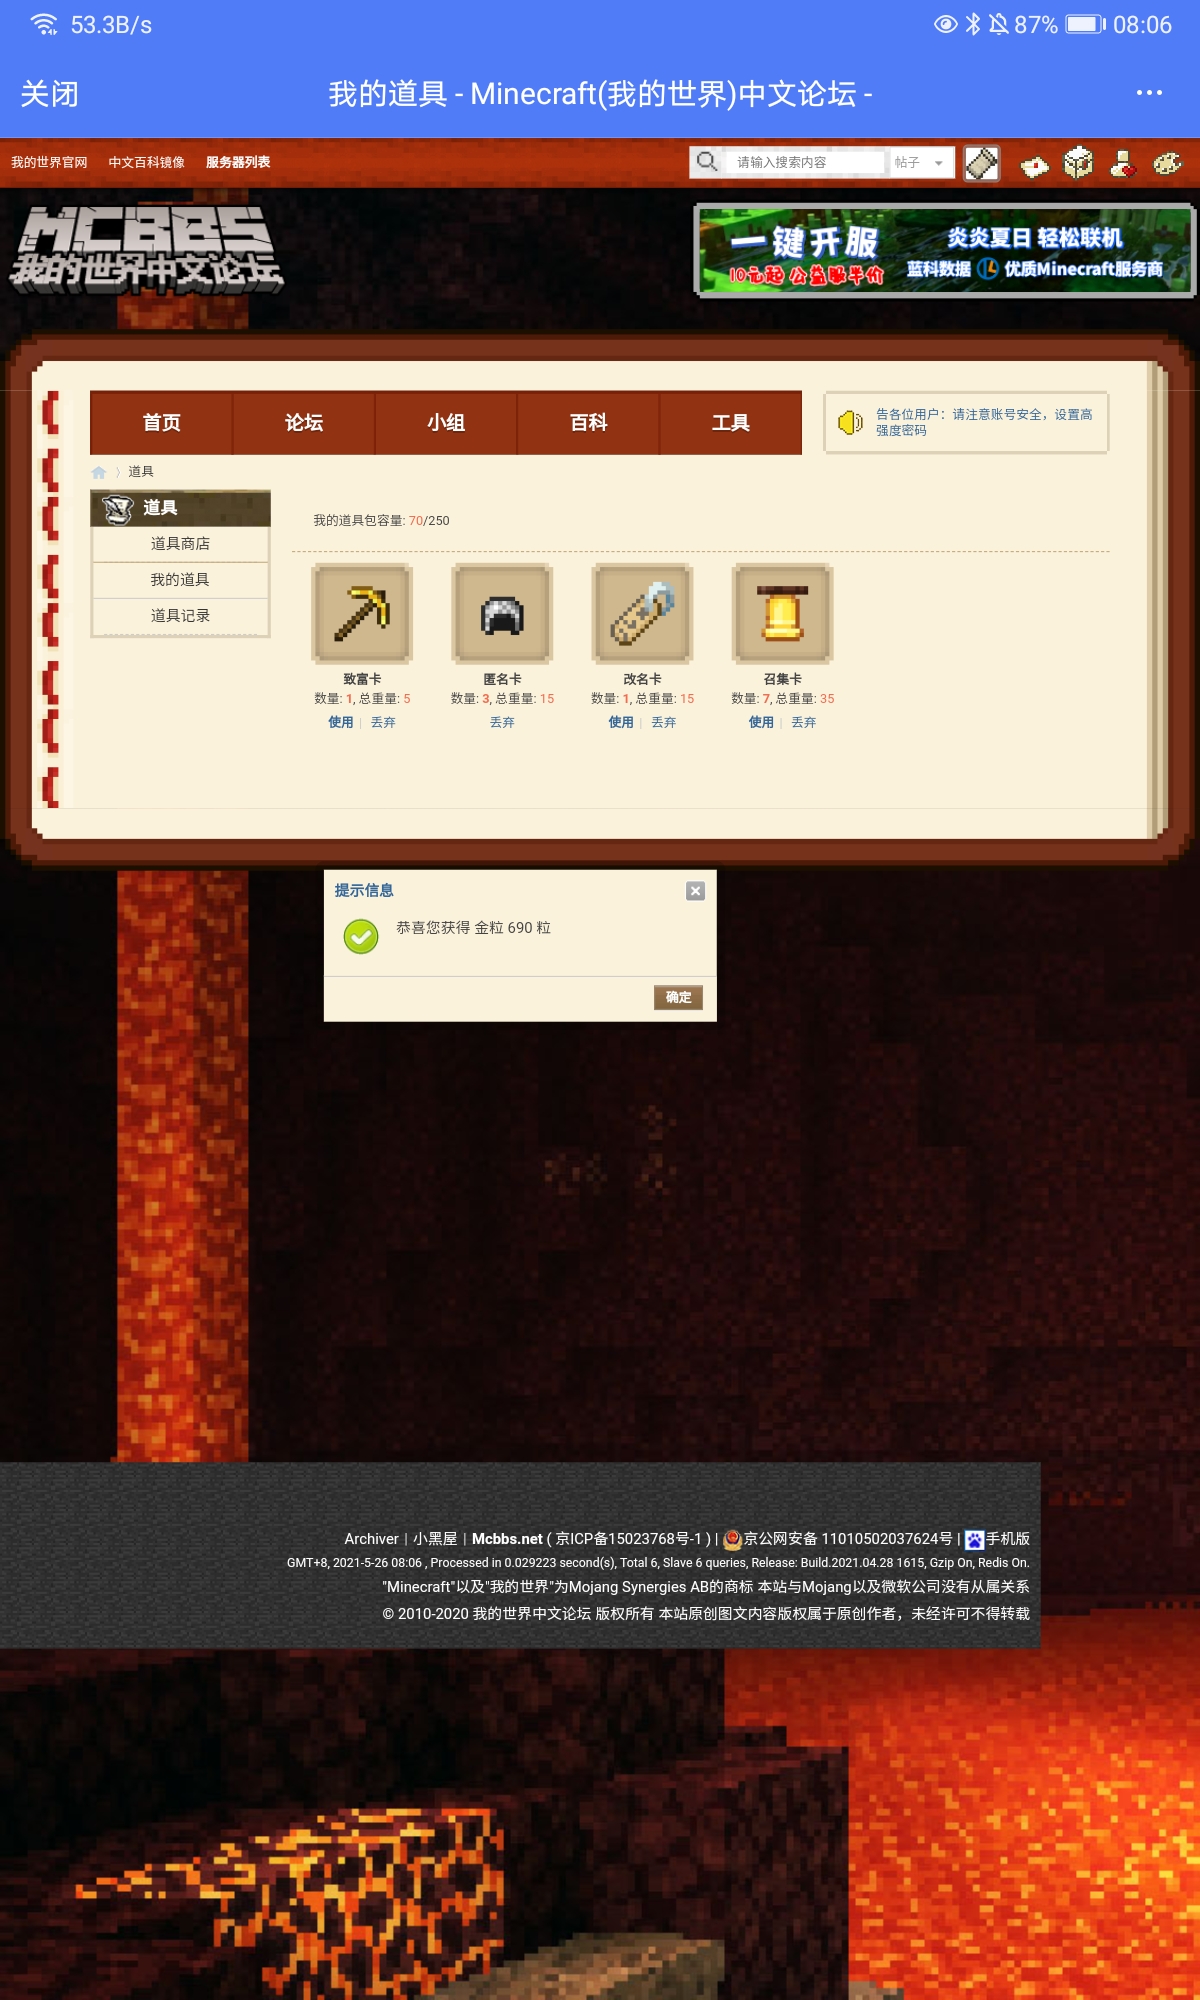 53.3B/s 87% 08:06
关闭 我的道具 - Minecraft(我的世界)中文论坛 -
我的世界官网 中文百科镜像 服务器列表 请输入搜索内容 帖子
MCBBS
我的世界中文论坛
一键开服 炎炎夏日 轻松联机
10元起 公益服半价 蓝科数据 优质Minecraft服务商
首页 论坛 小组 百科 工具
告各位用户：请注意账号安全，设置高
强度密码
道具
道具
道具商店
我的道具
道具记录
我的道具包容量: 70/250
致富卡 匿名卡 改名卡 召集卡
数量: 1, 总重量: 5 数量: 3, 总重量: 15 数量: 1, 总重量: 15 数量: 7, 总重量: 35
使用 | 丢弃 丢弃 使用 | 丢弃 使用 | 丢弃
提示信息
恭喜您获得 金粒 690 粒
确定
Archiver | 小黑屋 | Mcbbs.net ( 京ICP备15023768号-1 ) | 京公网安备 11010502037624号 | 手机版
GMT+8, 2021-5-26 08:06 , Processed in 0.029223 second(s), Total 6, Slave 6 queries, Release: Build.2021.04.28 1615, Gzip On, Redis On.
"Minecraft"以及"我的世界"为Mojang Synergies AB的商标 本站与Mojang以及微软公司没有从属关系
© 2010-2020 我的世界中文论坛 版权所有 本站原创图文内容版权属于原创作者，未经许可不得转载